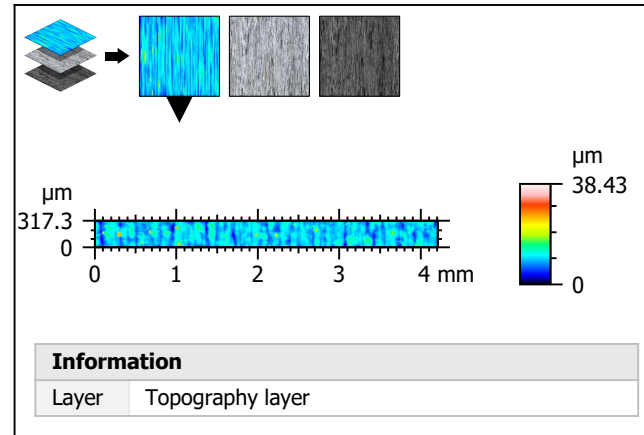 µm
38.43
0
µm
317.3
0
0 1 2 3 4 mm
Information
Layer Topography layer